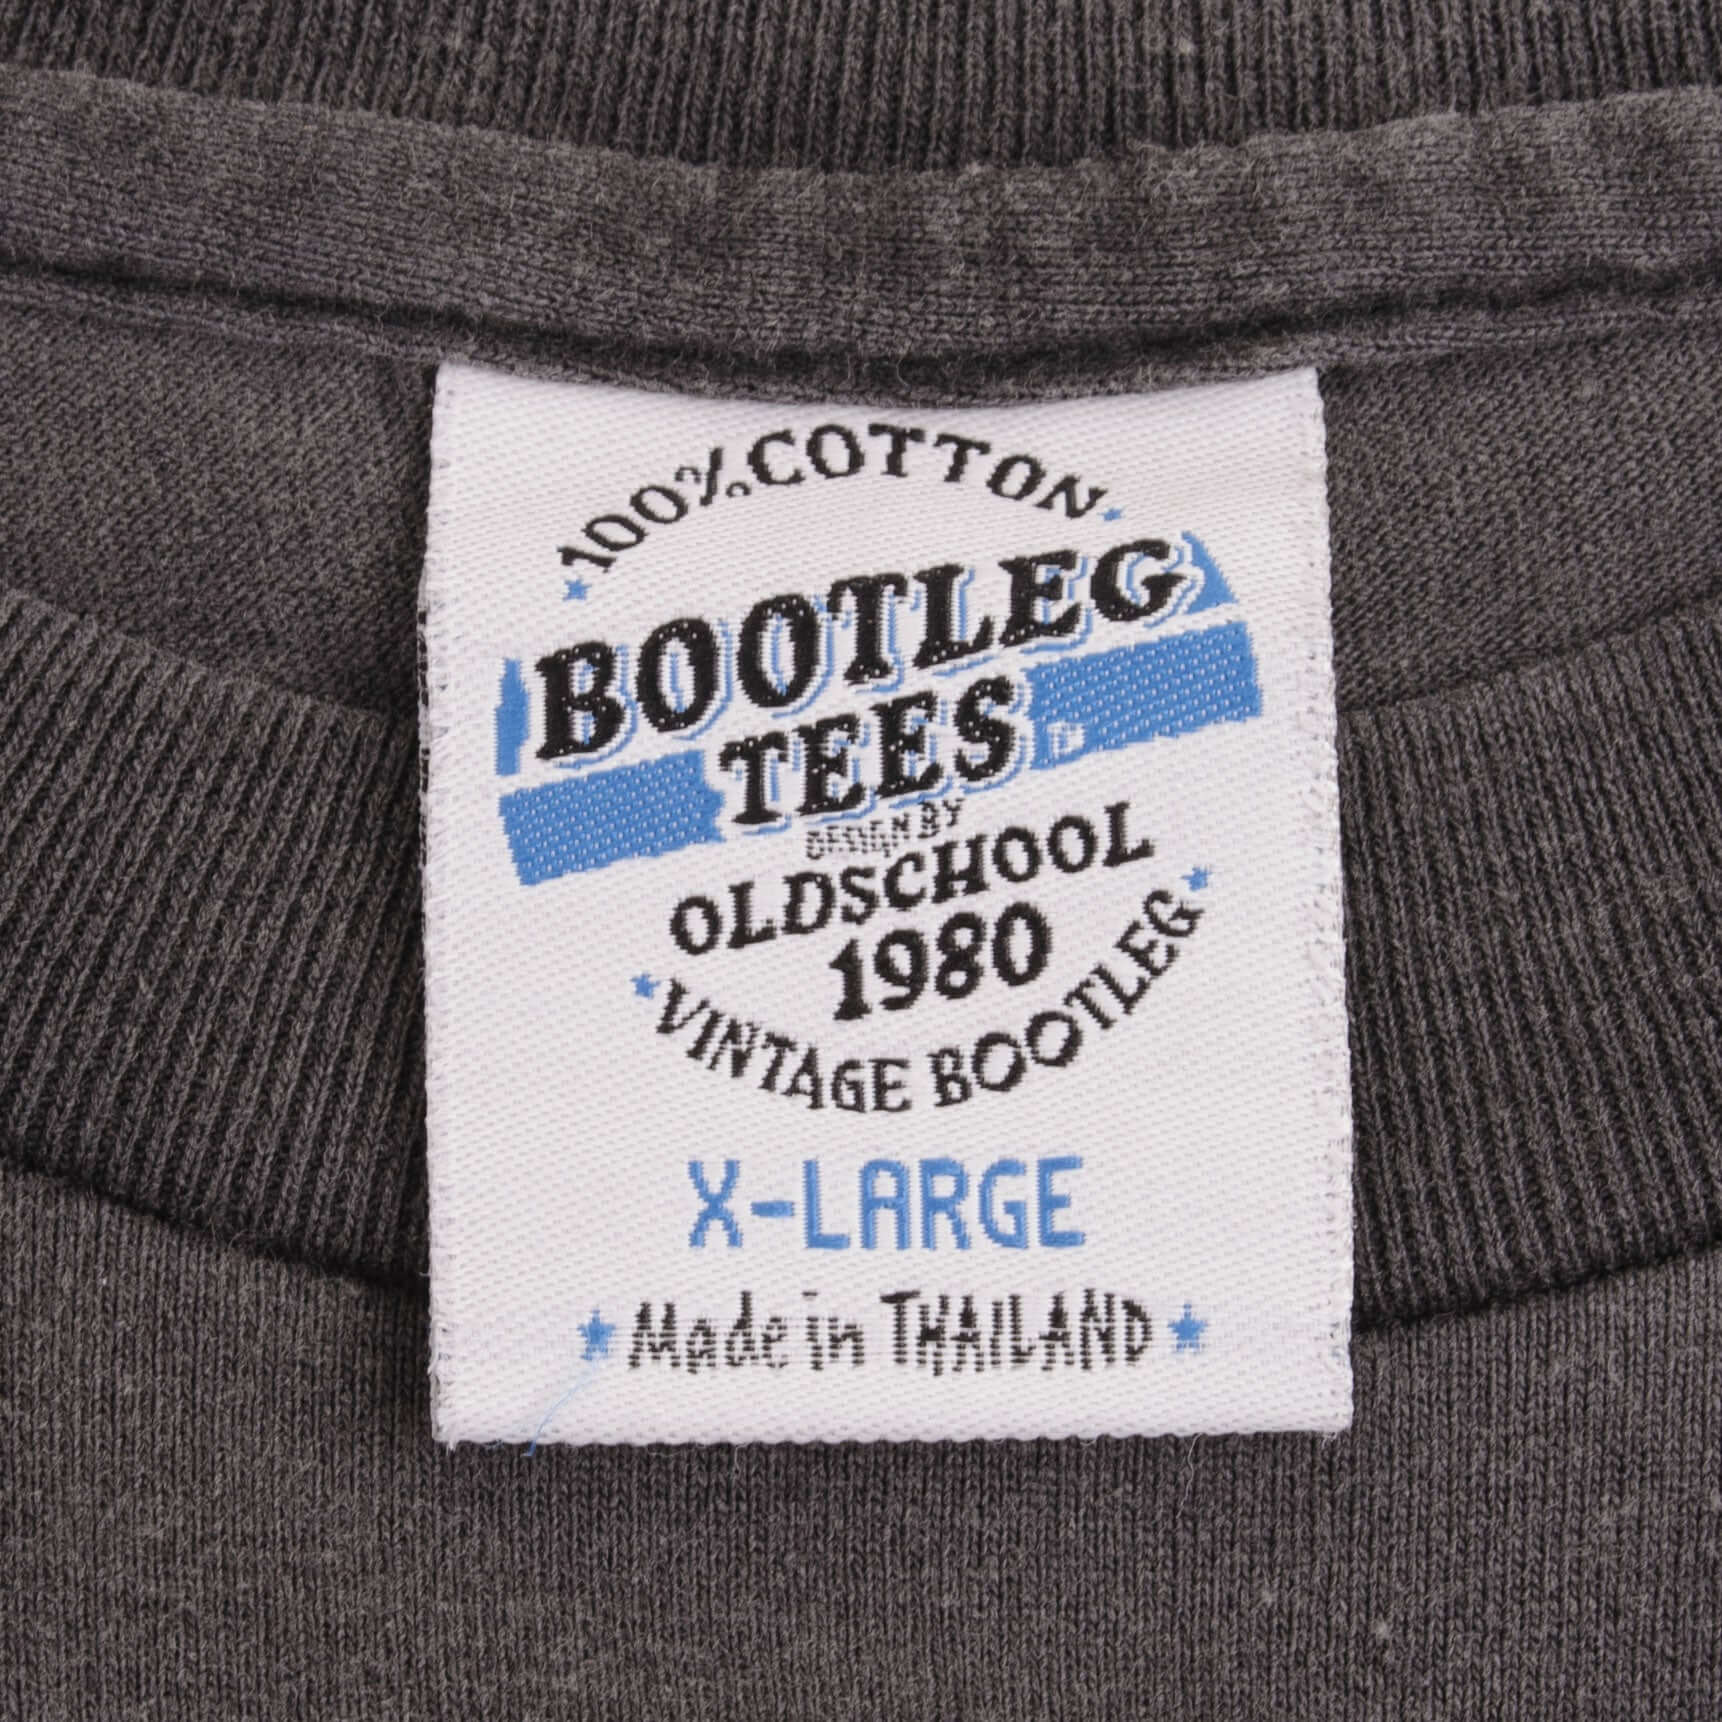 100% COTTON
BOOTLEG
TEES
DESIGN BY
OLDSCHOOL
1980
VINTAGE BOOTLEG
X-LARGE
Made in THAILAND